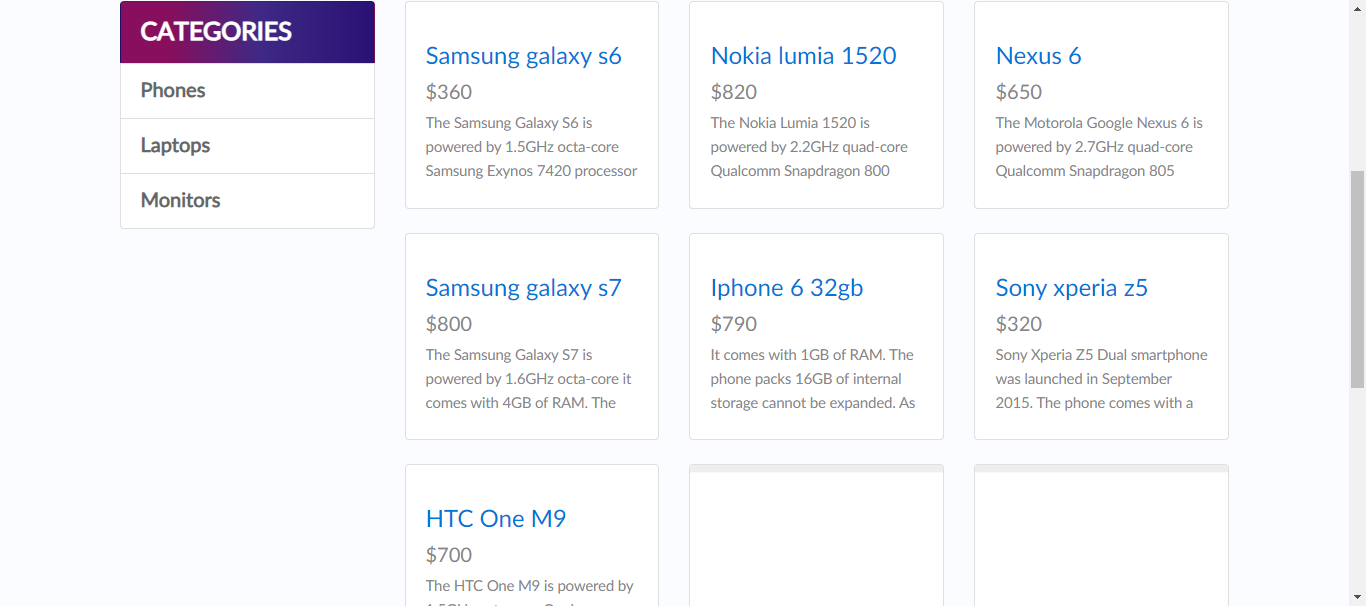 CATEGORIES
Phones
Laptops
Monitors
Samsung galaxy s6
$360
The Samsung Galaxy S6 is
powered by 1.5GHz octa-core
Samsung Exynos 7420 processor
Nokia lumia 1520
$820
The Nokia Lumia 1520 is
powered by 2.2GHz quad-core
Qualcomm Snapdragon 800
Nexus 6
$650
The Motorola Google Nexus 6 is
powered by 2.7GHz quad-core
Qualcomm Snapdragon 805
Samsung galaxy s7
$800
The Samsung Galaxy S7 is
powered by 1.6GHz octa-core it
comes with 4GB of RAM. The
Iphone 6 32gb
$790
It comes with 1GB of RAM. The
phone packs 16GB of internal
storage cannot be expanded. As
Sony xperia z5
$320
Sony Xperia Z5 Dual smartphone
was launched in September
2015. The phone comes with a
HTC One M9
$700
The HTC One M9 is powered by